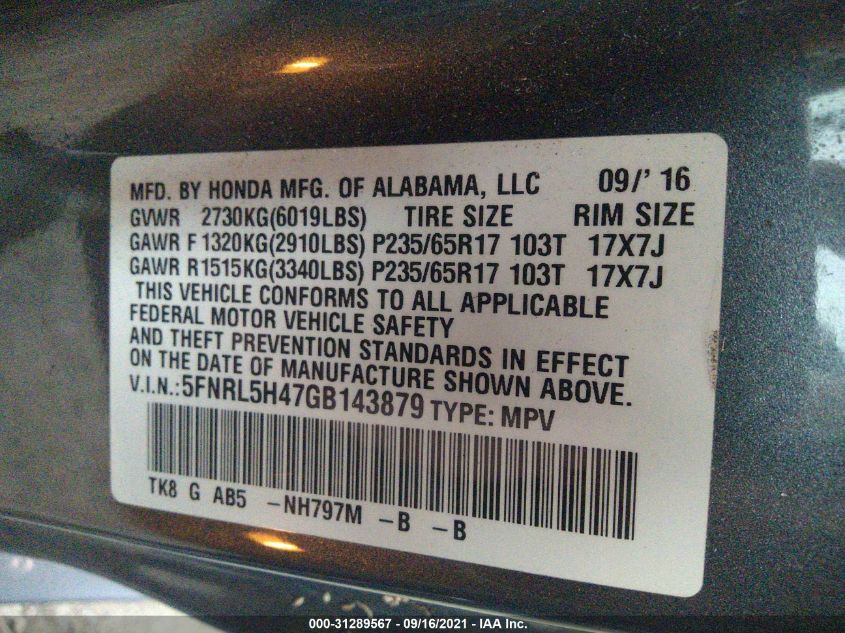 MFD. BY HONDA MFG. OF ALABAMA, LLC 09/' 16
GVWR 2730KG(6019LBS) TIRE SIZE RIM SIZE
GAWR F 1320KG(2910LBS) P235/65R17 103T 17X7J
GAWR R1515KG(3340LBS) P235/65R17 103T 17X7J
THIS VEHICLE CONFORMS TO ALL APPLICABLE
FEDERAL MOTOR VEHICLE SAFETY
AND THEFT PREVENTION STANDARDS IN EFFECT
ON THE DATE OF MANUFACTURE SHOWN ABOVE.
V.I.N.:5FNRL5H47GB143879 TYPE: MPV
TK8 G AB5 -NH797M -B -B
000-31289567 - 09/16/2021 - IAA Inc.